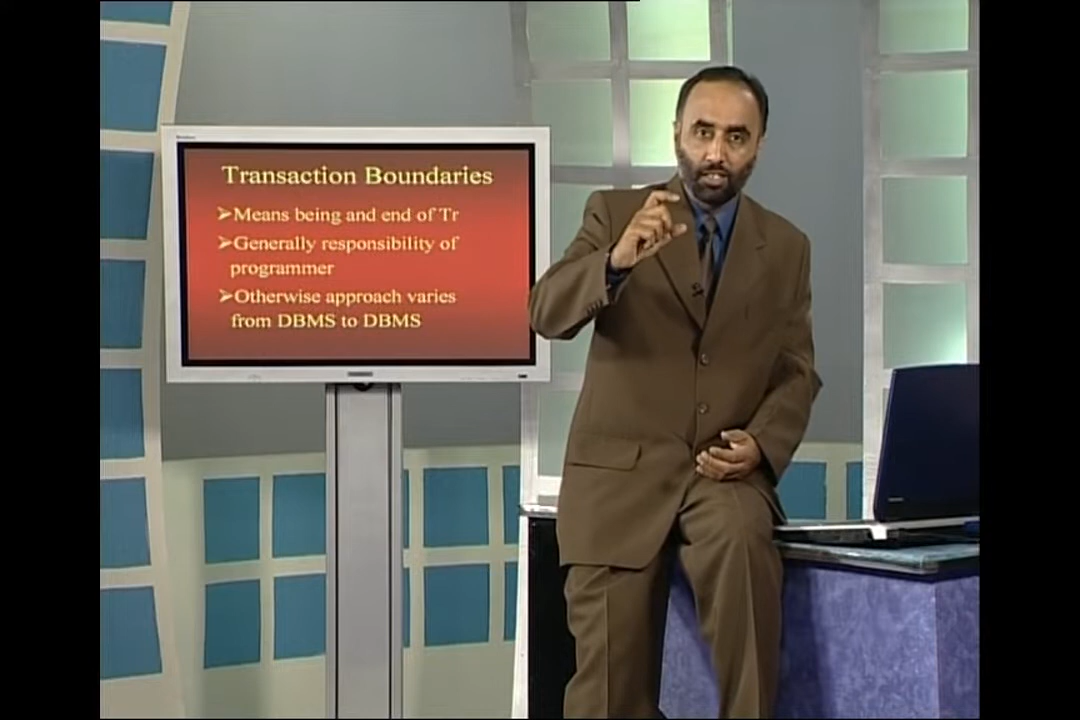 Transaction Boundaries
➢Means being and end of Tr
➢Generally responsibility of
programmer
➢Otherwise approach varies
from DBMS to DBMS